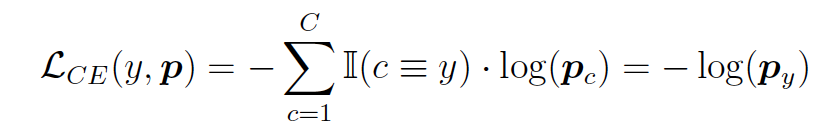 $\mathcal{L}_{CE}(y, \boldsymbol{p}) = -\sum_{c=1}^{C} \mathbb{I}(c \equiv y) \cdot \log(\boldsymbol{p}_c) = -\log(\boldsymbol{p}_y)$